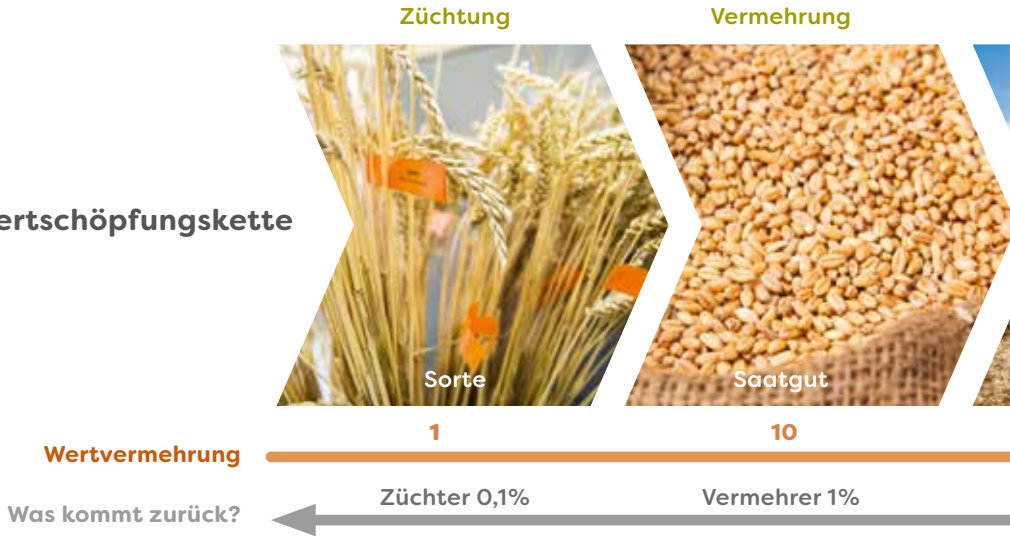 Züchtung
Vermehrung
ertschöpfungskette
Sorte
Saatgut
1
10
Wertvermehrung
Züchter 0,1%
Vermehrer 1%
Was kommt zurück?